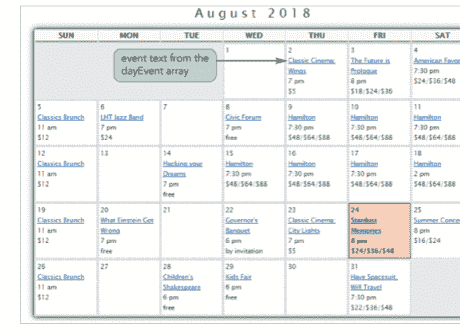 August 2018
SUN MON TUE WED THU FRI SAT
event text from the
dayEvent array
1
2
Classic Cinema:
Wings
7 pm
$5
3
The Future is
Prologue
8 pm
$18/$24/$36
4
American Favor
7:30 pm
$24/$36/$48
5
Classics Brunch
11 am
$12
6
LHT Jazz Band
7 pm
$24
7
8
Civic Forum
7 pm
free
9
Hamilton
7:30 pm
$48/$64/$88
10
Hamilton
7:30 pm
$48/$64/$88
11
Hamilton
7:30 pm
$48/$64/$88
12
Classics Brunch
11 am
$12
13
14
Hacking your
Dreams
7 pm
free
15
Hamilton
7:30 pm
$48/$64/$88
16
Hamilton
7:30 pm
$48/$64/$88
17
Hamilton
7:30 pm
$48/$64/$88
18
Hamilton
2 pm
$48/$64/$88
19
Classics Brunch
11 am
$12
20
What Einstein Got
Wrong
7 pm
free
21
22
Governor's
Banquet
6 pm
by invitation
23
Classic Cinema:
City Lights
7 pm
$5
24
Stardust
Memories
8 pm
$24/$36/$48
25
Summer Conce
8 pm
$16/$24
26
Classics Brunch
11 am
$12
27
28
Children's
Shakespeare
6 pm
free
29
Kids Fair
6 pm
free
30
31
Have Spacesuit,
Will Travel
7:30 pm
$22/$36/$48